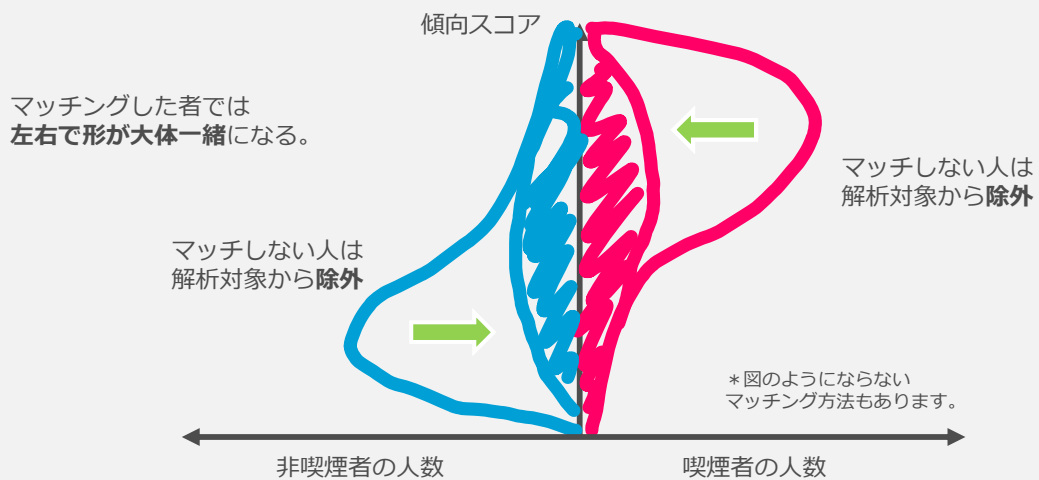 傾向スコア
マッチングした者では
左右で形が大体一緒になる。
マッチしない人は
解析対象から除外
マッチしない人は
解析対象から除外
＊図のようにならない
マッチング方法もあります。
非喫煙者の人数
喫煙者の人数